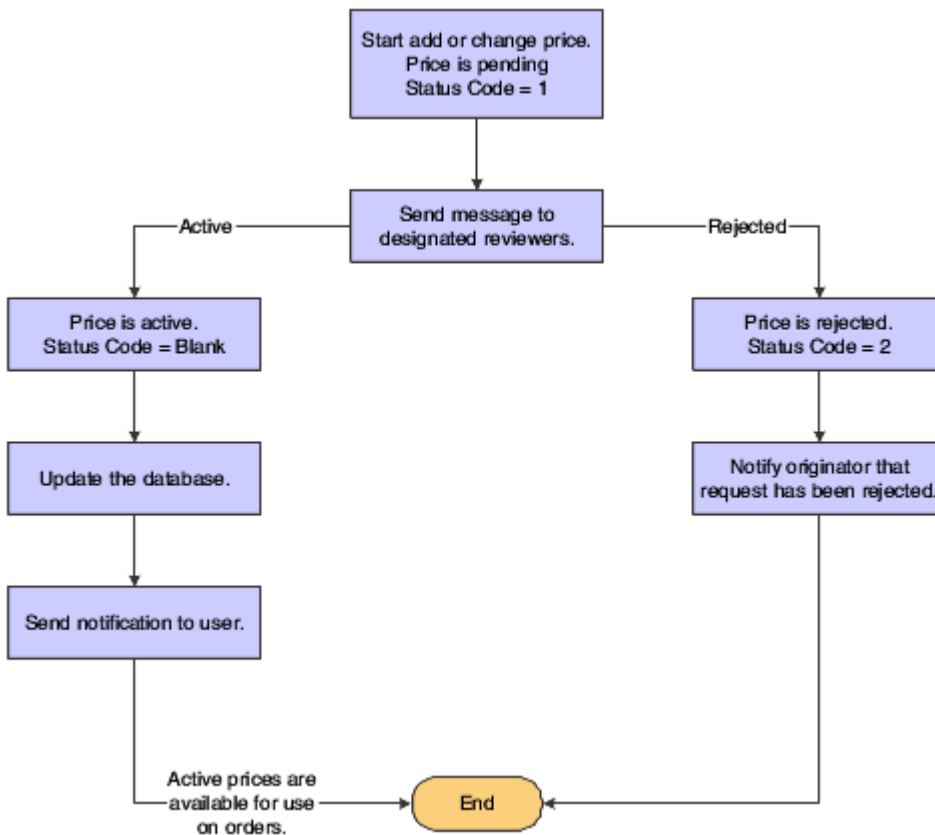 Start add or change price.
Price is pending
Status Code = 1
Send message to
designated reviewers.
Active
Rejected
Price is active.
Status Code = Blank
Price is rejected.
Status Code = 2
Update the database.
Notify originator that
request has been rejected.
Send notification to user.
Active prices are
available for use
on orders.
End